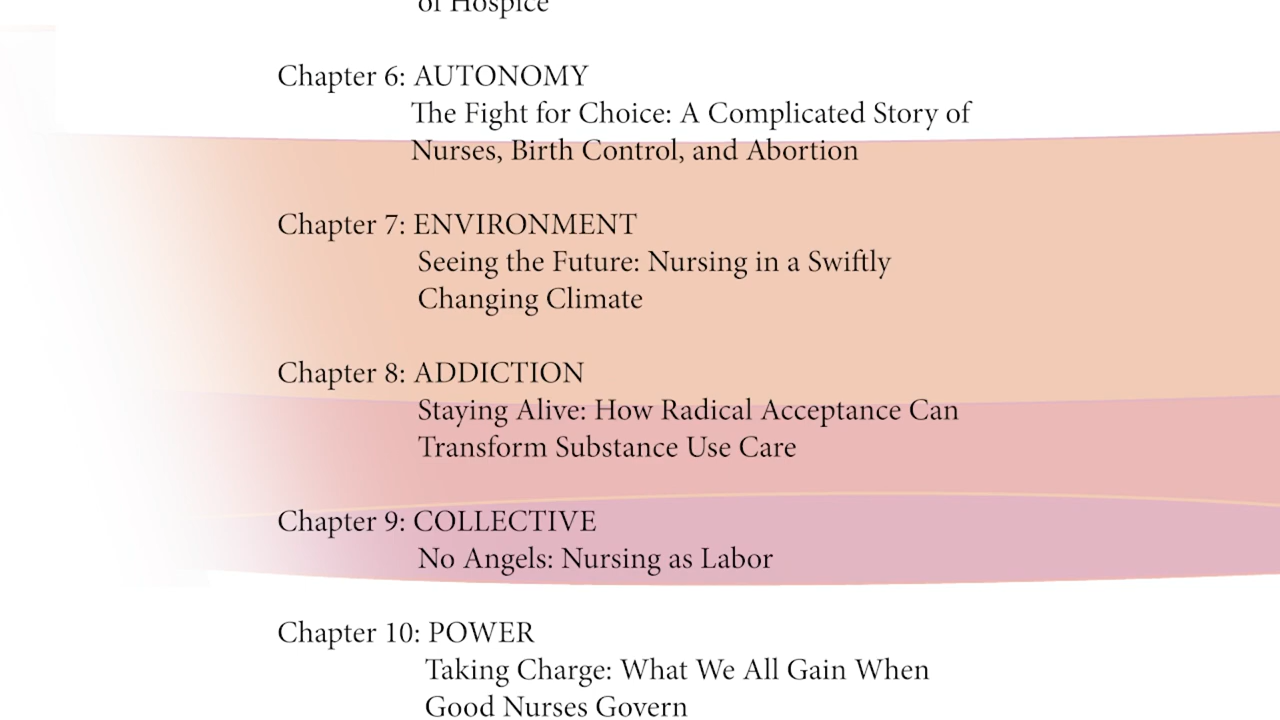 of Hospice
Chapter 6: AUTONOMY
The Fight for Choice: A Complicated Story of
Nurses, Birth Control, and Abortion
Chapter 7: ENVIRONMENT
Seeing the Future: Nursing in a Swiftly
Changing Climate
Chapter 8: ADDICTION
Staying Alive: How Radical Acceptance Can
Transform Substance Use Care
Chapter 9: COLLECTIVE
No Angels: Nursing as Labor
Chapter 10: POWER
Taking Charge: What We All Gain When
Good Nurses Govern